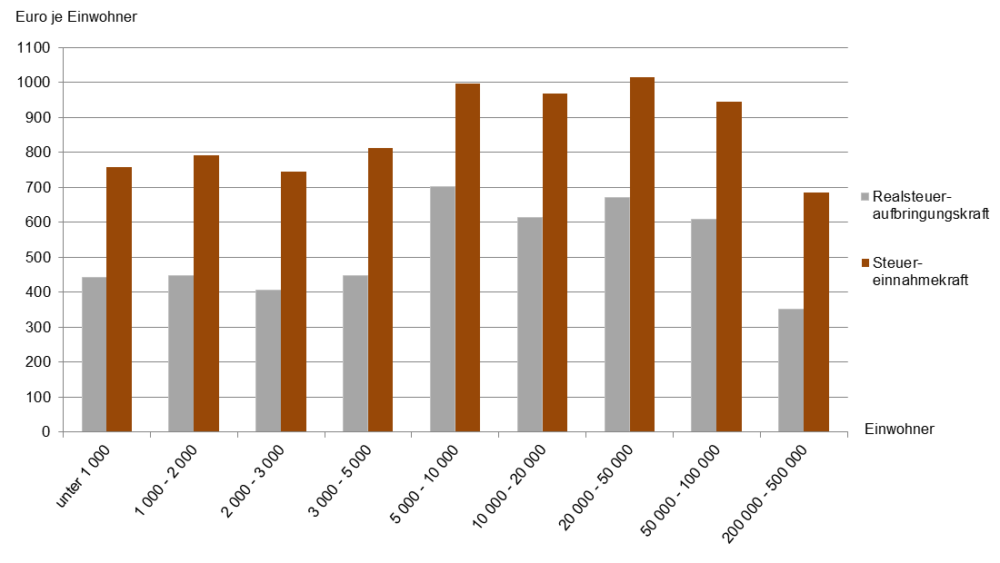 Euro je Einwohner
1100
1000
900
800
700
600
500
400
300
200
100
0
unter 1 000
1 000 - 2 000
2 000 - 3 000
3 000 - 5 000
5 000 - 10 000
10 000 - 20 000
20 000 - 50 000
50 000 - 100 000
200 000 - 500 000
Einwohner
Realsteuer-
aufbringungskraft
Steuer-
einnahmekraft